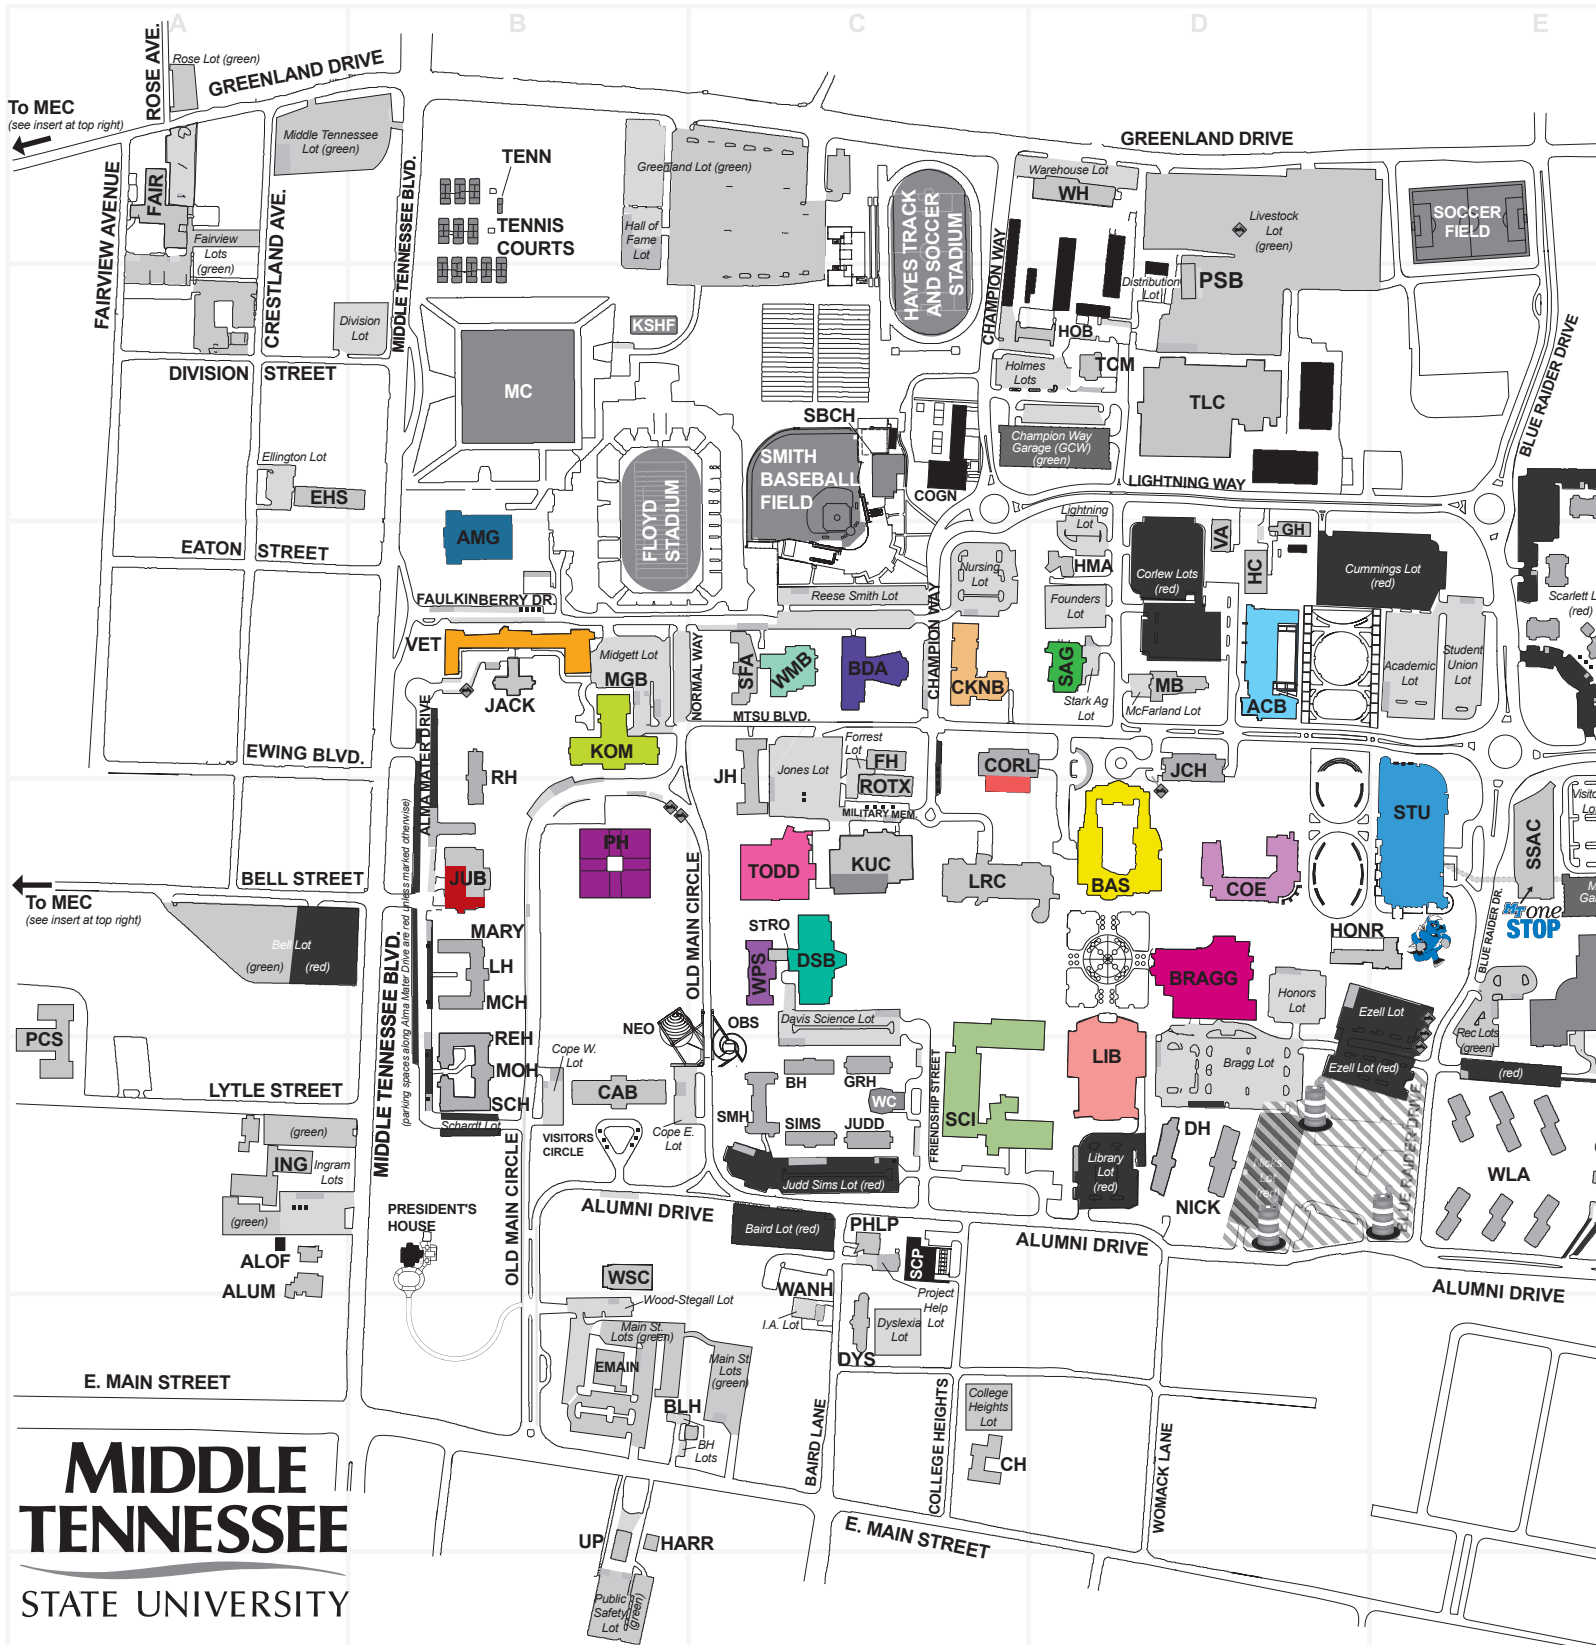 A
B
C
D
E
ROSE AVE.
Rose Lot (green)
GREENLAND DRIVE
To MEC
(see insert at top right)
Middle Tennessee
Lot (green)
TENN
Greenland Lot (green)
GREENLAND DRIVE
Warehouse Lot
WH
FAIRVIEW AVENUE
FAIR
CRESTLAND AVE.
MIDDLE TENNESSEE BLVD.
TENNIS
COURTS
Hall of
Fame
Lot
HAYES TRACK
AND SOCCER
STADIUM
CHAMPION WAY
Livestock
Lot
(green)
SOCCER
FIELD
Fairview
Lots
(green)
Distribution
Lot
PSB
Division
Lot
KSHF
HOB
BLUE RAIDER DRIVE
DIVISION STREET
MC
Holmes
Lots
TCM
TLC
SBCH
SMITH
BASEBALL
FIELD
Champion Way
Garage (GCW)
(green)
Ellington Lot
EHS
COGN
LIGHTNING WAY
FLOYD
STADIUM
Lightning
Lot
AMG
VA
GH
EATON STREET
Nursing
Lot
HMA
Corlew Lots
(red)
HC
Cummings Lot
(red)
FAULKINBERRY DR.
Reese Smith Lot
Founders
Lot
Scarlett L
(red)
VET
Midgett Lot
MGB
NORMAL WAY
SFA
WMB
BDA
CHAMPION WAY
CKNB
SAG
Stark Ag
Lot
MB
McFarland Lot
ACB
Academic
Lot
Student
Union
Lot
JACK
MTSU BLVD.
ALMA MATER DRIVE
EWING BLVD.
KOM
RH
JH
Jones Lot
Forrest
Lot
FH
ROTX
MILITARY MEM.
CORL
JCH
STU
Visito
Lo
SSAC
(parking spaces along Alma Mater Drive are red unless marked otherwise)
PH
TODD
KUC
LRC
BAS
COE
BELL STREET
JUB
To MEC
(see insert at top right)
OLD MAIN CIRCLE
M
Ga
MT one
STOP
BLUE RAIDER DR.
Bell Lot
(green)
(red)
MARY
LH
MCH
STRO
WPS
DSB
BRAGG
HONR
Honors
Lot
MIDDLE TENNESSEE BLVD.
PCS
REH
MOH
SCH
NEO
OBS
Davis Science Lot
Ezell Lot
Rec Lots
(green)
LYTLE STREET
Cope W.
Lot
CAB
BH
GRH
WC
FRIENDSHIP STREET
SCI
LIB
Bragg Lot
Ezell Lot (red)
(red)
Schardt Lot
VISITORS
CIRCLE
Cope E.
Lot
SMH
SIMS
JUDD
DH
(green)
ING
Ingram
Lots
(green)
Judd Sims Lot (red)
Library
Lot
(red)
NICK
Nicks
Lot
(red)
BLUE RAIDER DRIVE
WLA
PRESIDENT'S
HOUSE
OLD MAIN CIRCLE
ALUMNI DRIVE
Baird Lot (red)
PHLP
SCP
ALUMNI DRIVE
ALOF
ALUM
WSC
WANH
Project
Help
Lot
ALUMNI DRIVE
Wood-Stegall Lot
I.A. Lot
Dyslexia
Lot
DYS
Main St.
Lots (green)
EMAIN
Main St.
Lots
(green)
E. MAIN STREET
BLH
BH
Lots
BAIRD LANE
COLLEGE HEIGHTS
College
Heights
Lot
CH
WOMACK LANE
E. MAIN STREET
UP
HARR
Public
Safety
Lot
(green)
MIDDLE
TENNESSEE
STATE UNIVERSITY